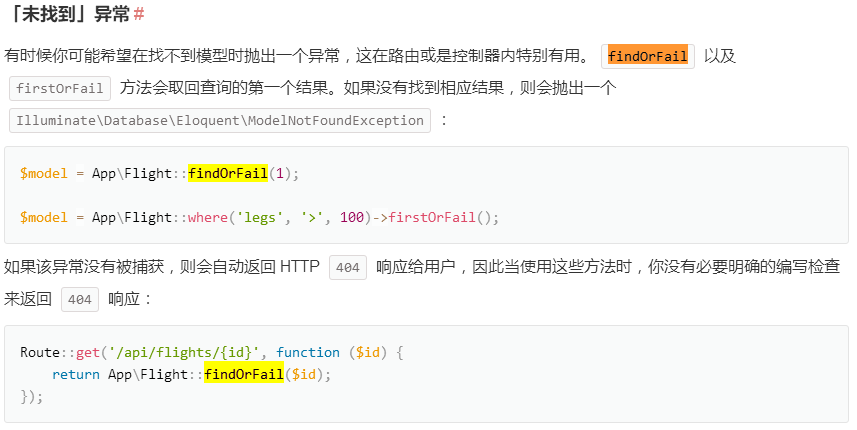 「未找到」异常#
有时候你可能希望在找不到模型时抛出一个异常，这在路由或是控制器内特别有用。 findOrFail 以及
firstOrFail 方法会取回查询的第一个结果。如果没有找到相应结果，则会抛出一个
Illuminate\Database\Eloquent\ModelNotFoundException ：
$model = App\Flight::findOrFail(1);
$model = App\Flight::where('legs', '>', 100)->firstOrFail();
如果该异常没有被捕获，则会自动返回 HTTP 404 响应给用户，因此当使用这些方法时，你没有必要明确的编写检查
来返回 404 响应：
Route::get('/api/flights/{id}', function ($id) {
    return App\Flight::findOrFail($id);
});